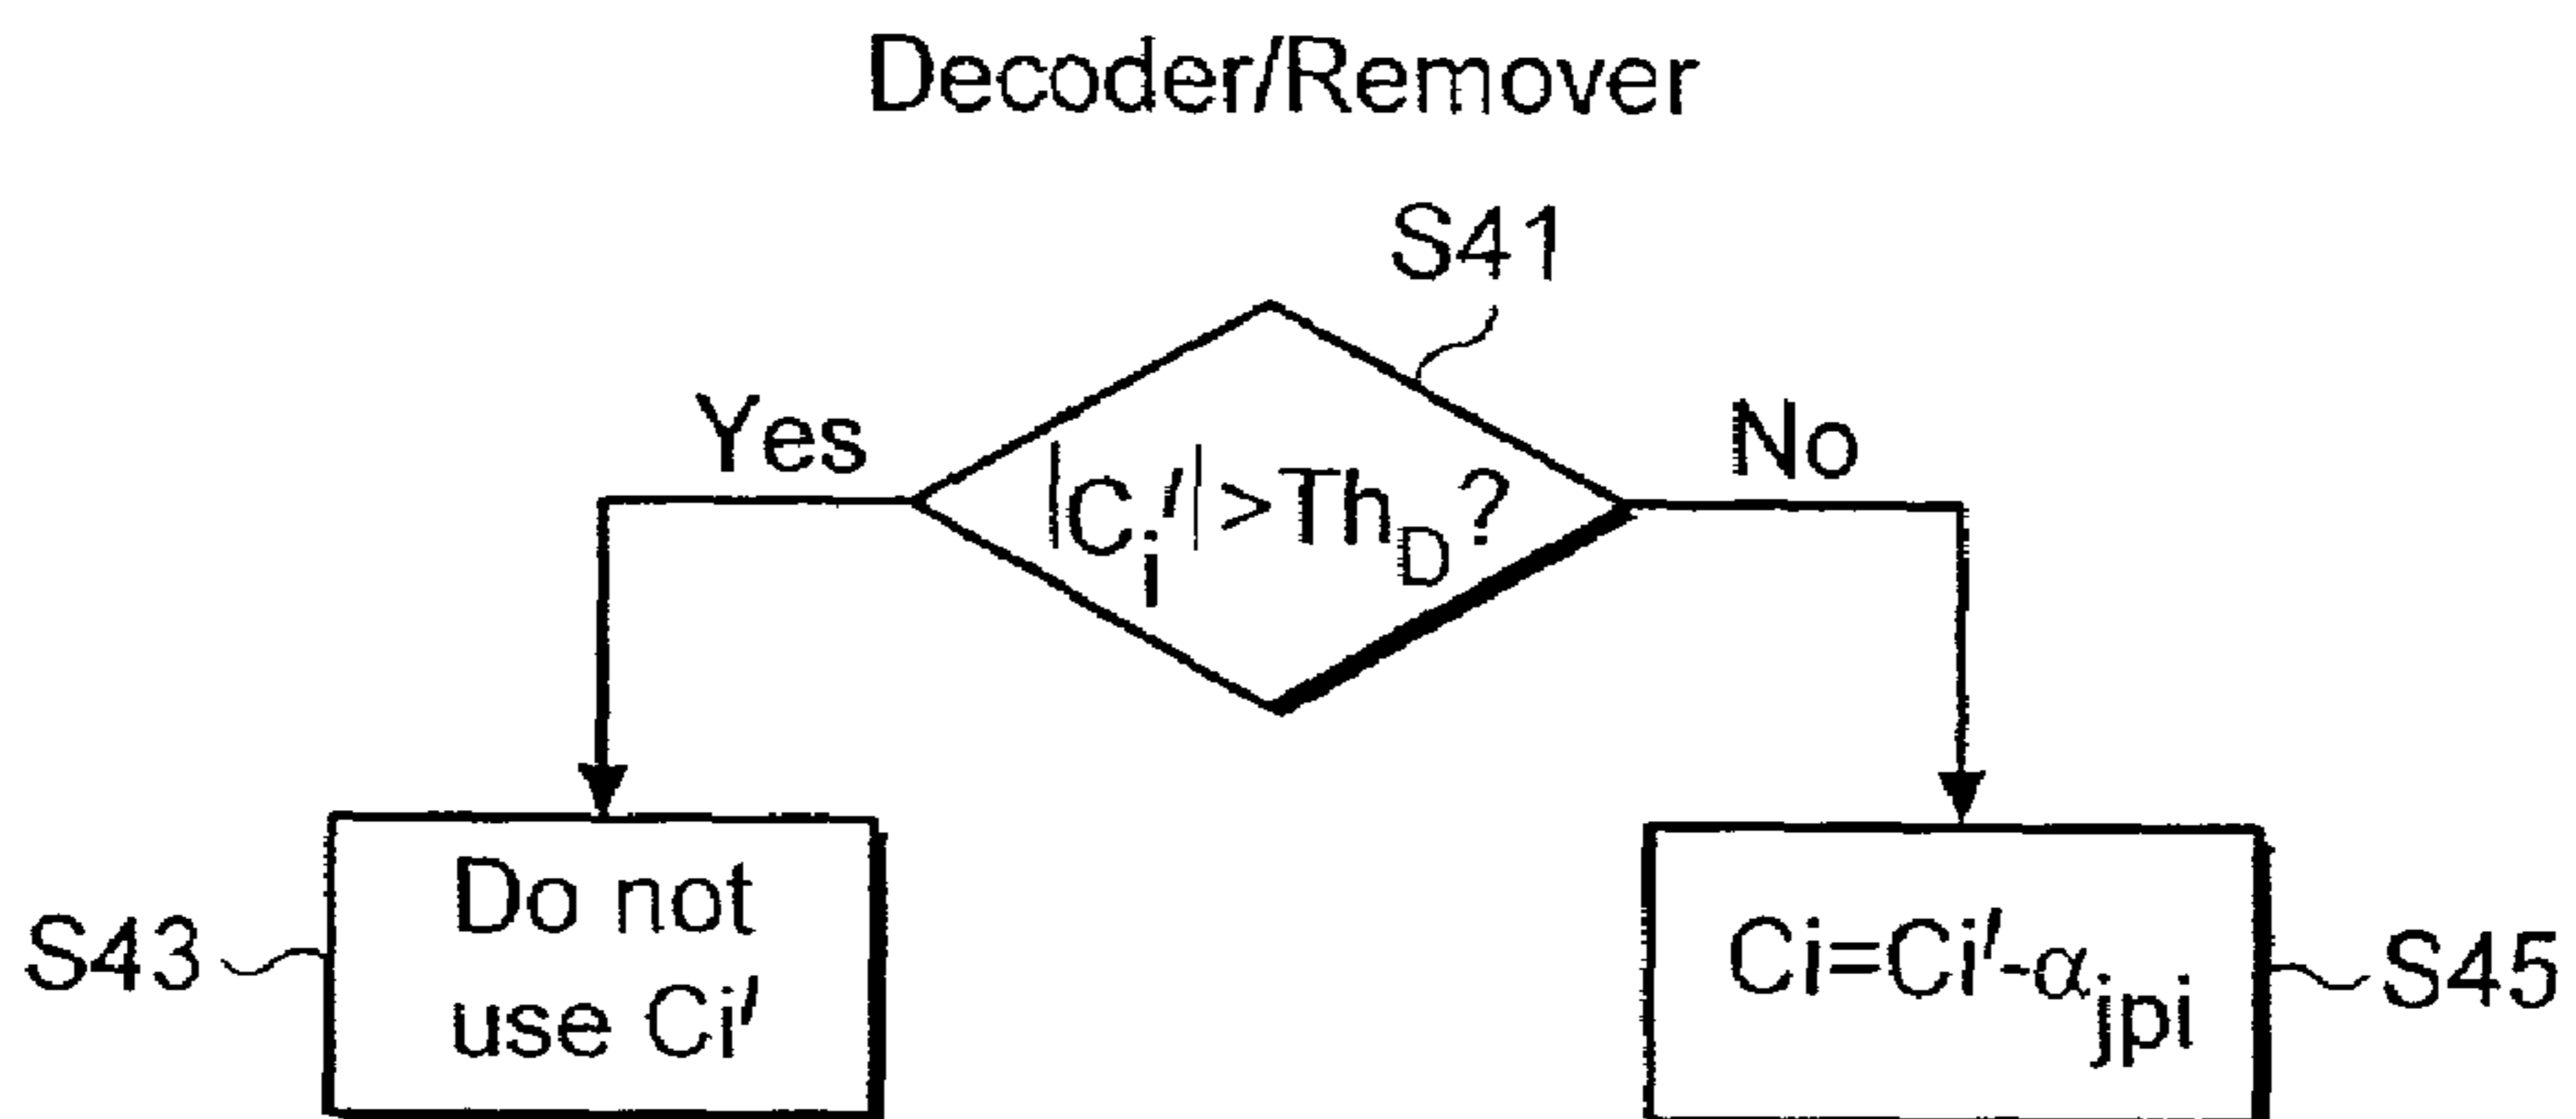 Decoder/Remover
S41
Yes
|Ci′|>ThD?
No
S43
Do not
use Ci′
Ci=Ci′-αjpi
S45